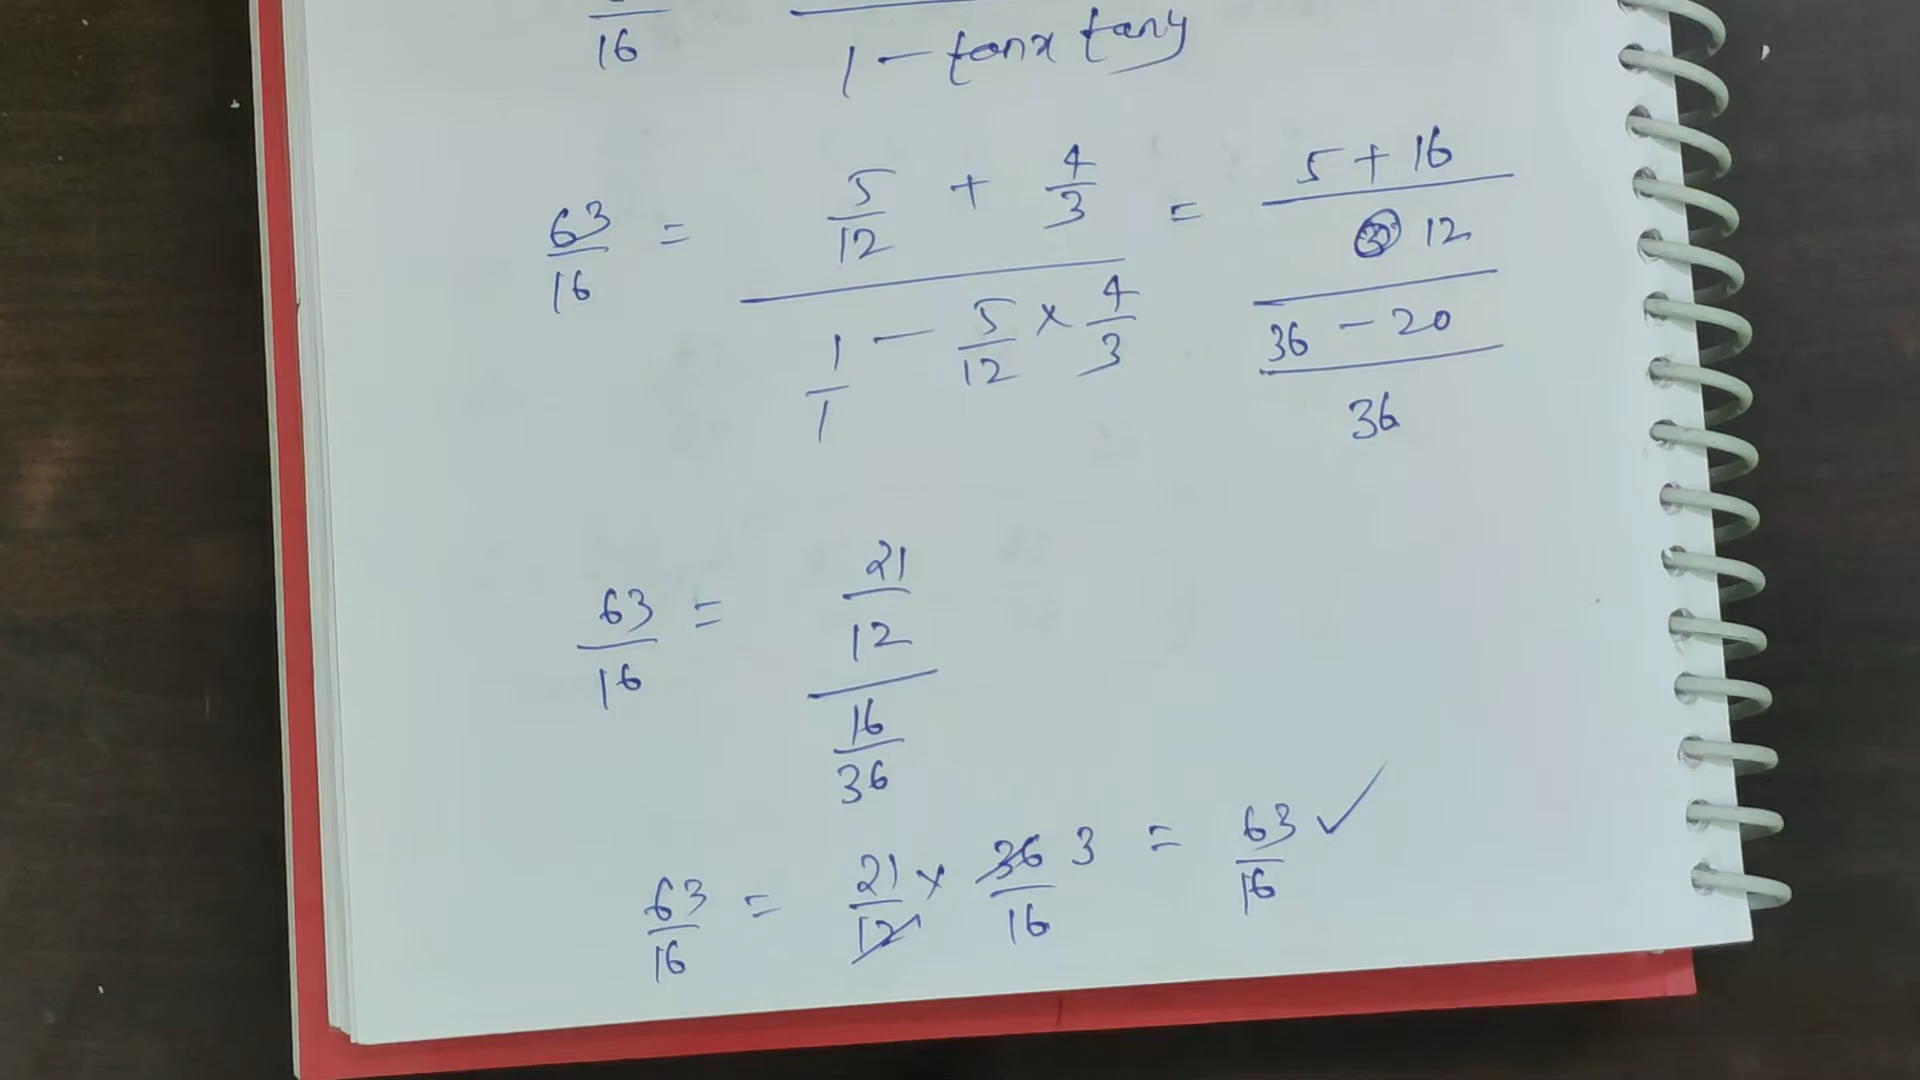 16
1 - tanx tany
63/16 = (5/12 + 4/3) / (1/1 - 5/12 × 4/3) = ((5 + 16)/12) / ((36 - 20)/36)
63/16 = (21/12) / (16/36)
63/16 = 21/12 × 36/16 3 = 63/16 ✓